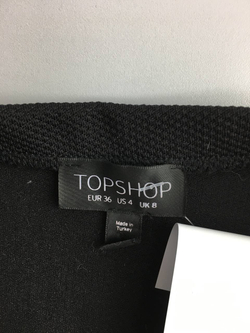 TOPSHOP
EUR 36 US 4 UK 8
Made in
Turkey